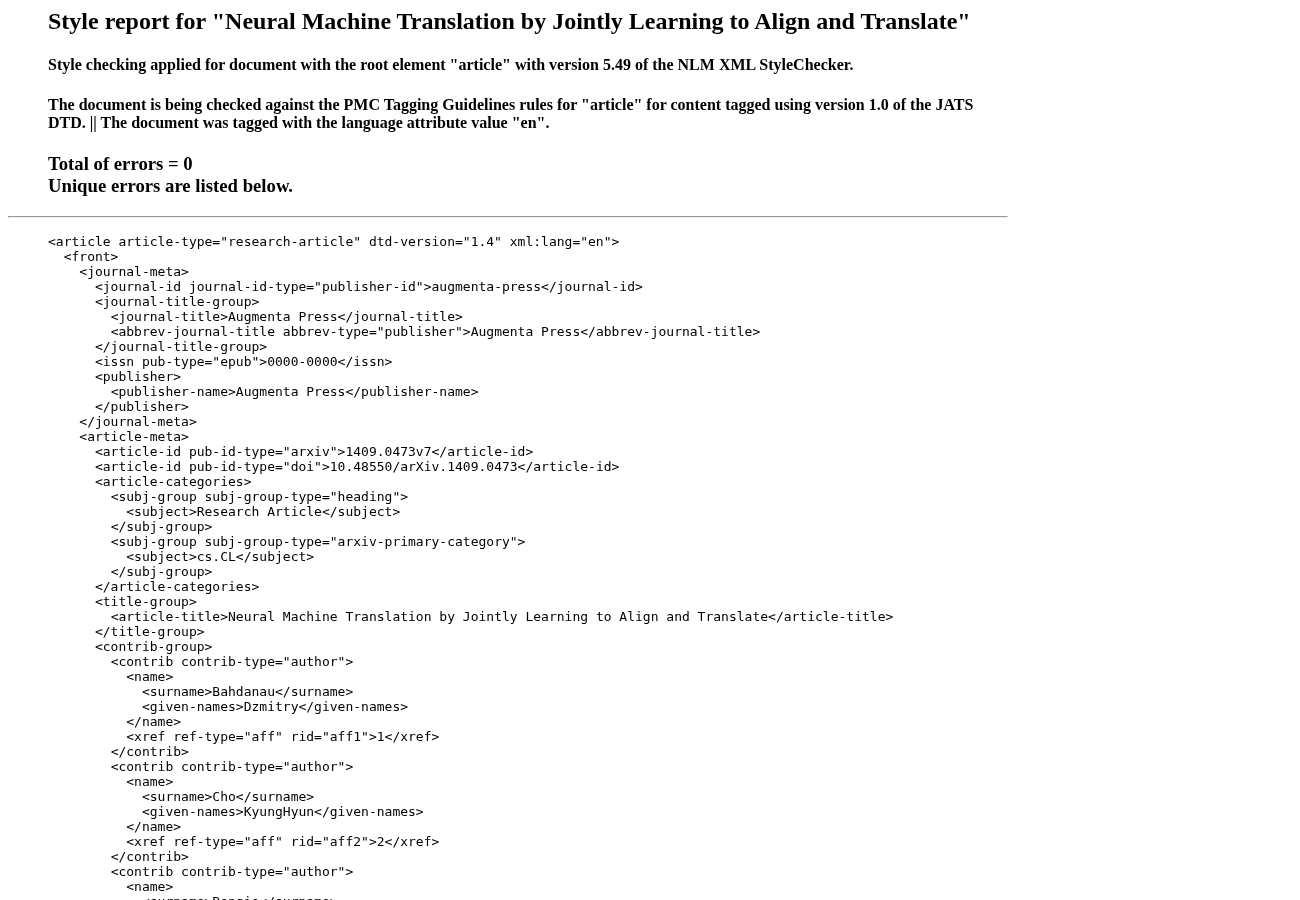 Style report for "Neural Machine Translation by Jointly Learning to Align and Translate"
Style checking applied for document with the root element "article" with version 5.49 of the NLM XML StyleChecker.
The document is being checked against the PMC Tagging Guidelines rules for "article" for content tagged using version 1.0 of the JATS
DTD. || The document was tagged with the language attribute value "en".
Total of errors = 0
Unique errors are listed below.
<article article-type="research-article" dtd-version="1.4" xml:lang="en">
<front>
<journal-meta>
<journal-id journal-id-type="publisher-id">augmenta-press</journal-id>
<journal-title-group>
<journal-title>Augmenta Press</journal-title>
<abbrev-journal-title abbrev-type="publisher">Augmenta Press</abbrev-journal-title>
</journal-title-group>
<issn pub-type="epub">0000-0000</issn>
<publisher>
<publisher-name>Augmenta Press</publisher-name>
</publisher>
</journal-meta>
<article-meta>
<article-id pub-id-type="arxiv">1409.0473v7</article-id>
<article-id pub-id-type="doi">10.48550/arXiv.1409.0473</article-id>
<article-categories>
<subj-group subj-group-type="heading">
<subject>Research Article</subject>
</subj-group>
<subj-group subj-group-type="arxiv-primary-category">
<subject>cs.CL</subject>
</subj-group>
</article-categories>
<title-group>
<article-title>Neural Machine Translation by Jointly Learning to Align and Translate</article-title>
</title-group>
<contrib-group>
<contrib contrib-type="author">
<name>
<surname>Bahdanau</surname>
<given-names>Dzmitry</given-names>
</name>
<xref ref-type="aff" rid="aff1">1</xref>
</contrib>
<contrib contrib-type="author">
<name>
<surname>Cho</surname>
<given-names>KyungHyun</given-names>
</name>
<xref ref-type="aff" rid="aff2">2</xref>
</contrib>
<contrib contrib-type="author">
<name>